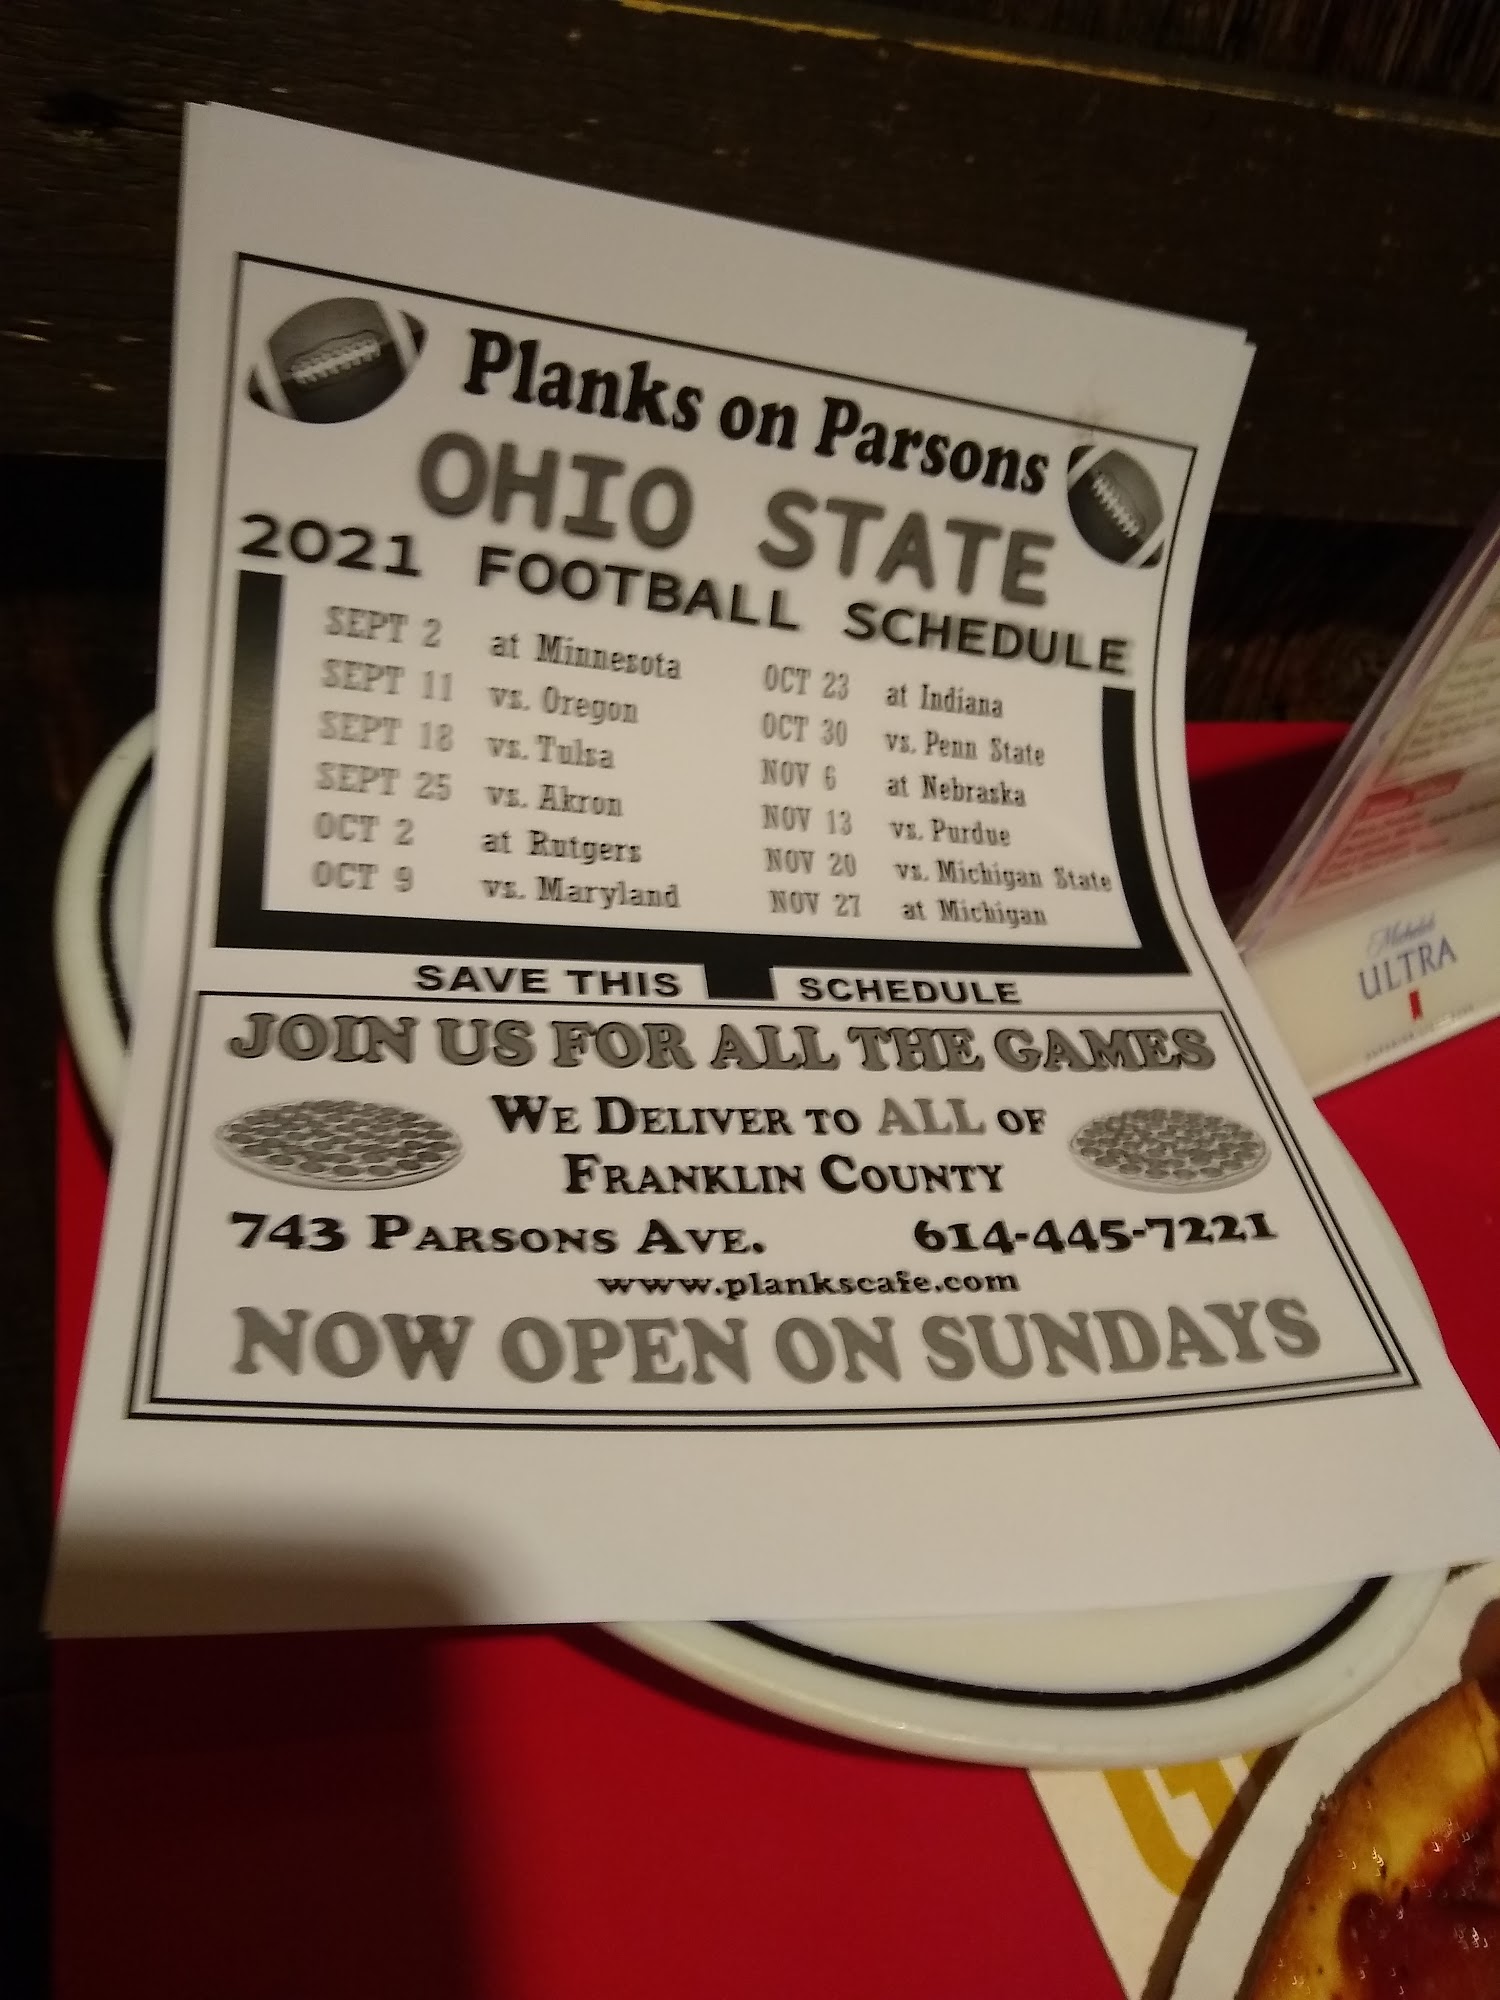 Planks on Parsons
OHIO STATE
2021 FOOTBALL SCHEDULE
SEPT 2 at Minnesota
SEPT 11 vs. Oregon
SEPT 18 vs. Tulsa
SEPT 25 vs. Akron
OCT 2 at Rutgers
OCT 9 vs. Maryland
OCT 23 at Indiana
OCT 30 vs. Penn State
NOV 6 at Nebraska
NOV 13 vs. Purdue
NOV 20 vs. Michigan State
NOV 27 at Michigan
SAVE THIS SCHEDULE
JOIN US FOR ALL THE GAMES
WE DELIVER TO ALL OF
FRANKLIN COUNTY
743 PARSONS AVE. 614-445-7221
www.plankscafe.com
NOW OPEN ON SUNDAYS
Michelob
ULTRA